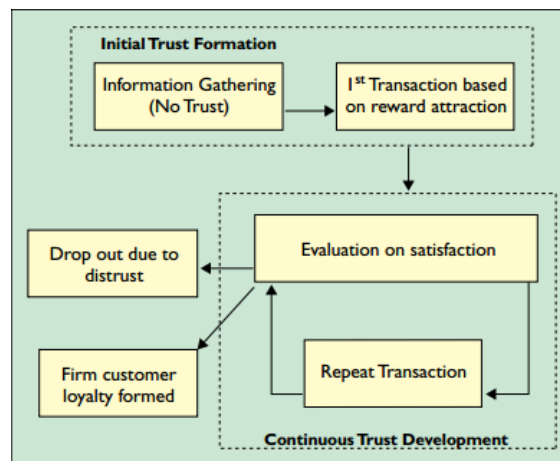 Initial Trust Formation
Information Gathering
(No Trust)
1st Transaction based
on reward attraction
Evaluation on satisfaction
Drop out due to
distrust
Repeat Transaction
Firm customer
loyalty formed
Continuous Trust Development